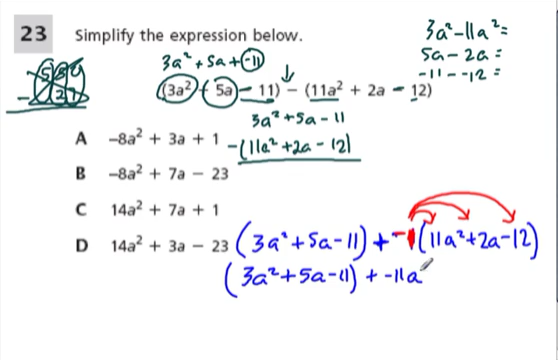 23 Simplify the expression below.
3a² + 5a + -11
(3a² + 5a - 11) - (11a² + 2a - 12)
3a² - 11a² =
5a - 2a =
-11 - -12 =
3a² + 5a - 11
-(11a² + 2a - 12)
A -8a² + 3a + 1
B -8a² + 7a - 23
C 14a² + 7a + 1
D 14a² + 3a - 23
(3a² + 5a - 11) + -1(11a² + 2a - 12)
(3a² + 5a - 11) + -11a²